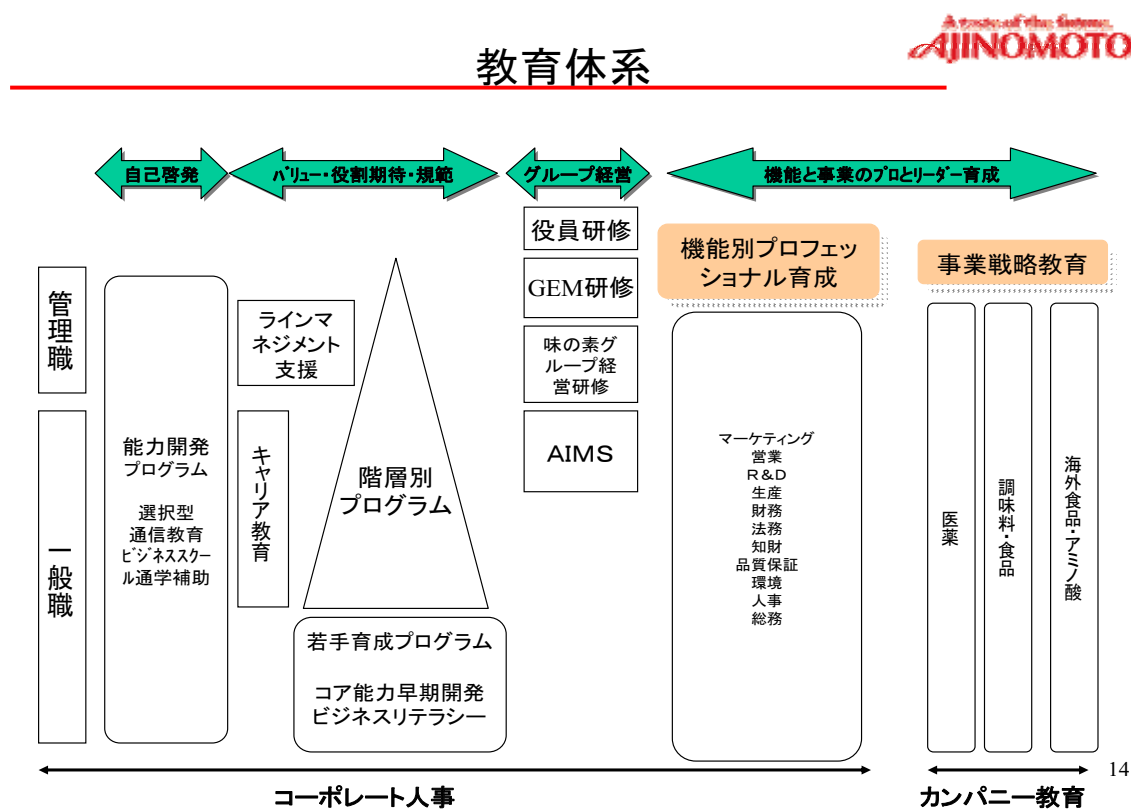 A taste of the future.
AJINOMOTO
教育体系
自己啓発
バリュー・役割期待・規範
グループ経営
機能と事業のプロとリーダー育成
管理職
一般職
能力開発
プログラム
選択型
通信教育
ビジネススクー
ル通学補助
ラインマ
ネジメント
支援
キャリア教育
階層別
プログラム
若手育成プログラム
コア能力早期開発
ビジネスリテラシー
役員研修
GEM研修
味の素グ
ループ経
営研修
AIMS
機能別プロフェッ
ショナル育成
マーケティング
営業
R&D
生産
財務
法務
知財
品質保証
環境
人事
総務
事業戦略教育
医薬
調味料・食品
海外食品・アミノ酸
コーポレート人事
カンパニー教育
14